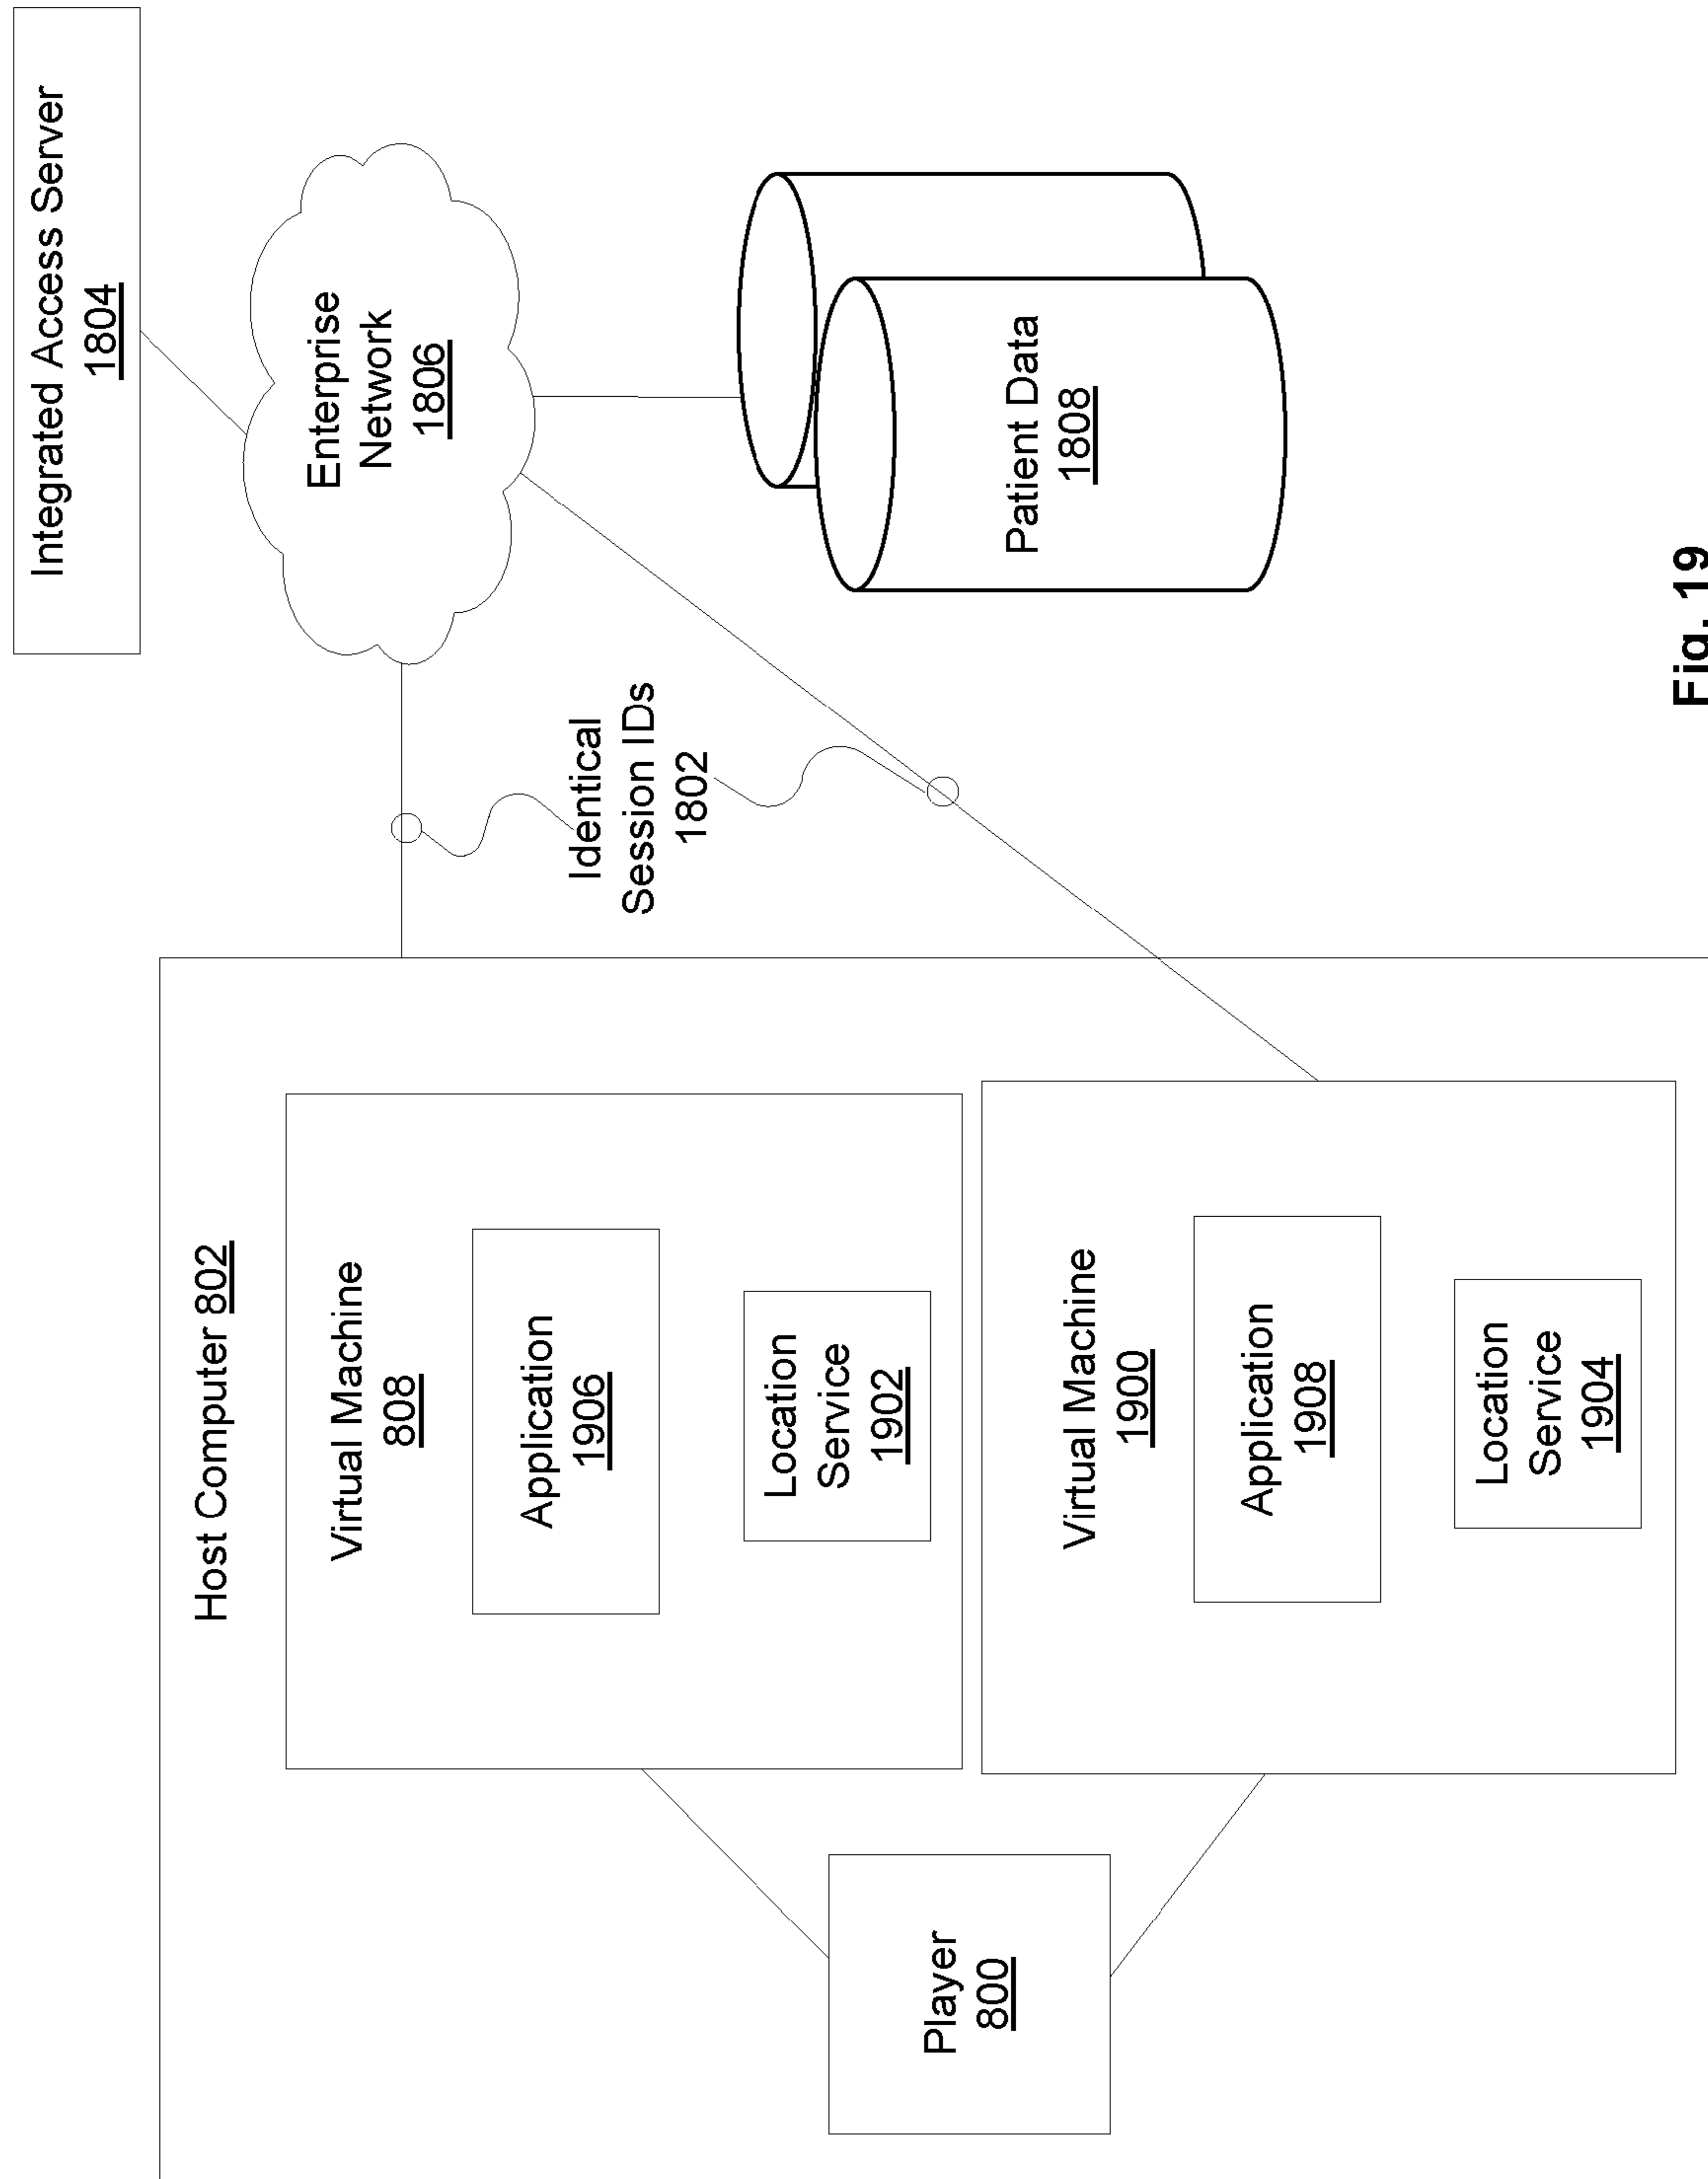 Integrated Access Server
1804
Enterprise
Network
1806
Patient Data
1808
Identical
Session IDs
1802
Host Computer 802
Virtual Machine
808
Application
1906
Location
Service
1902
Virtual Machine
1900
Application
1908
Location
Service
1904
Player
800
Fig. 19